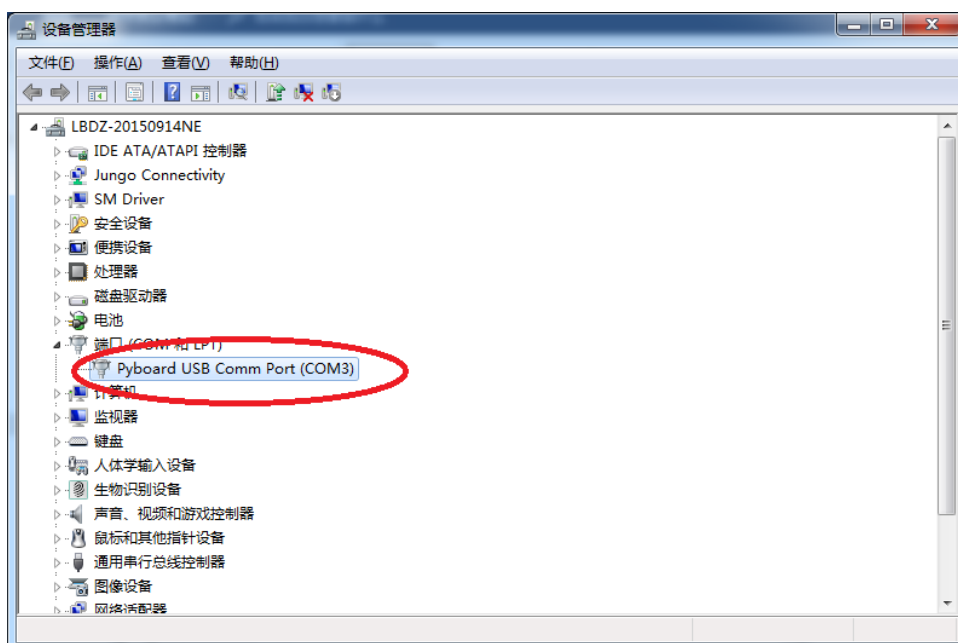 设备管理器
文件(F) 操作(A) 查看(V) 帮助(H)
LBDZ-20150914NE
IDE ATA/ATAPI 控制器
Jungo Connectivity
SM Driver
安全设备
便携设备
处理器
磁盘驱动器
电池
端口 (COM 和 LPT)
Pyboard USB Comm Port (COM3)
计算机
监视器
键盘
人体学输入设备
生物识别设备
声音、视频和游戏控制器
鼠标和其他指针设备
通用串行总线控制器
图像设备
网络适配器